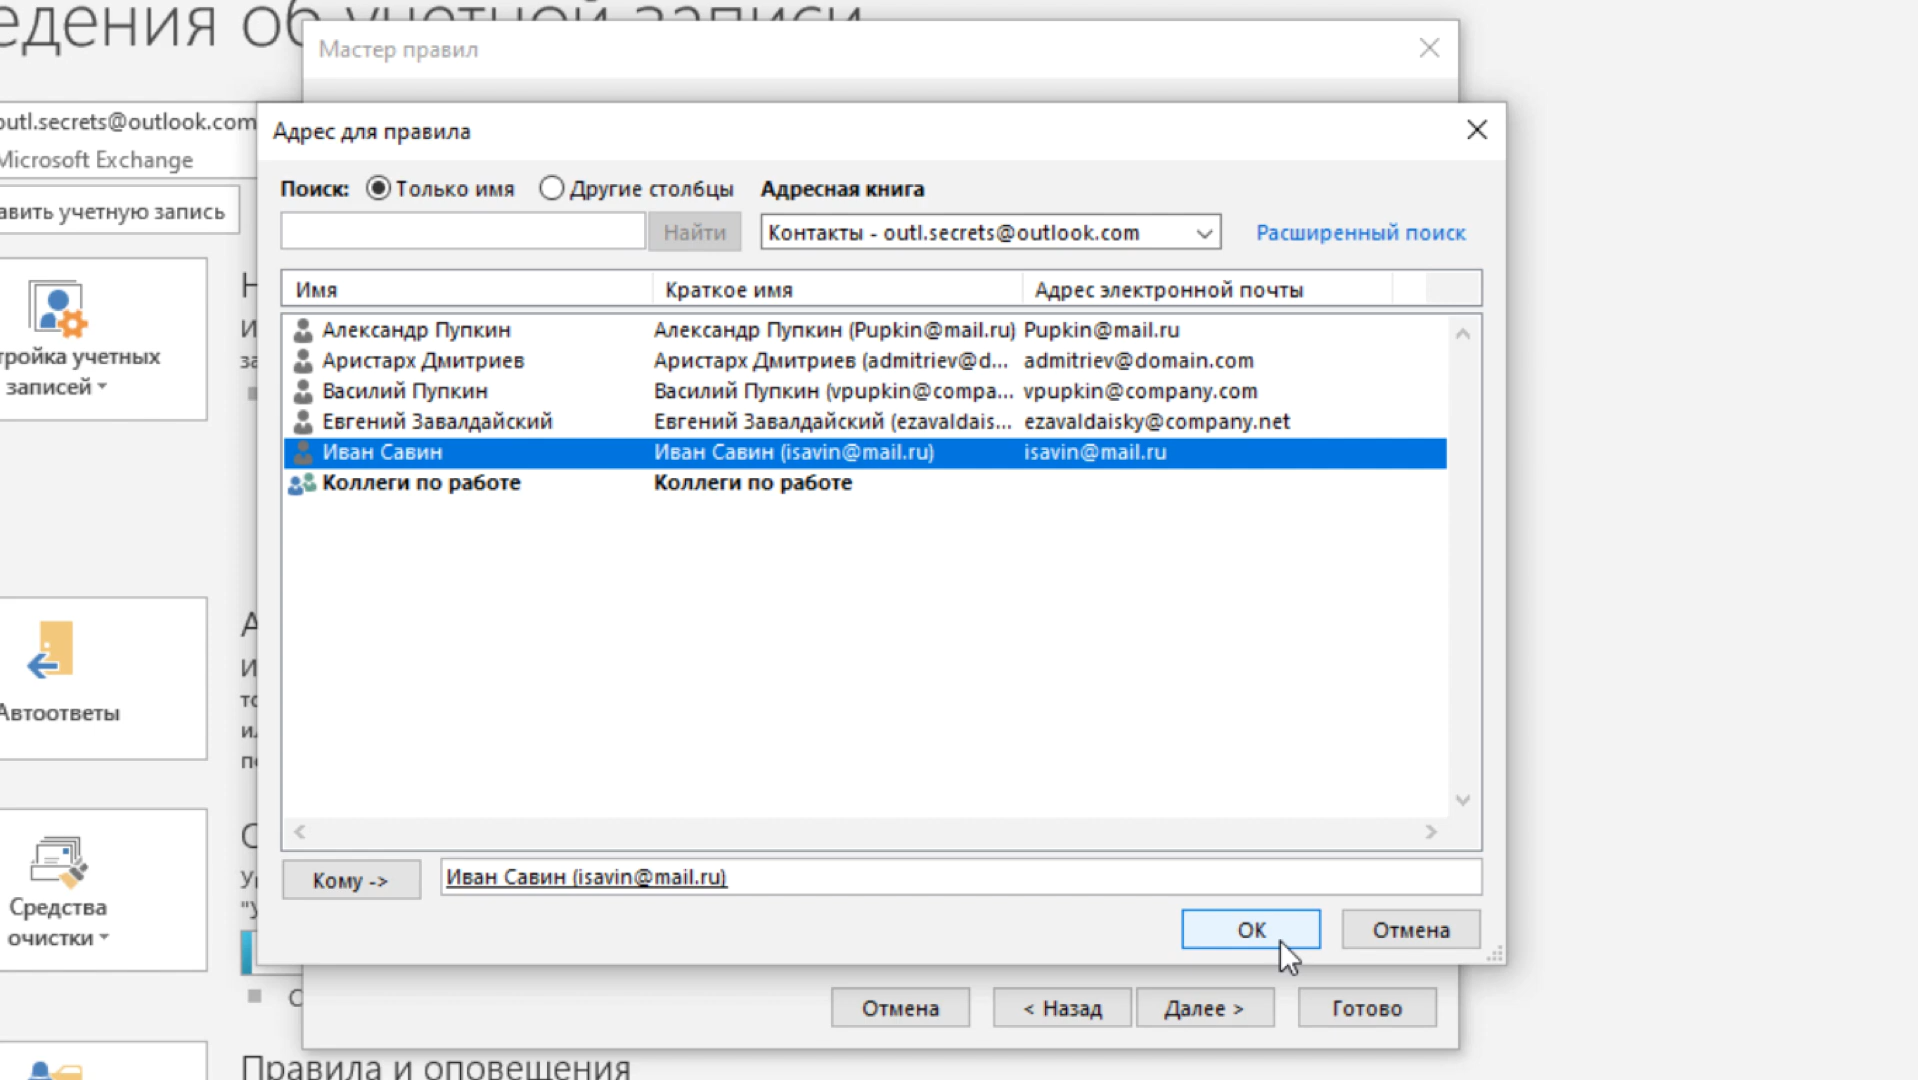 едения об учетной записи
Мастер правил
outl.secrets@outlook.com
Microsoft Exchange
авить учетную запись
тройка учетных
записей
Автоответы
Средства
очистки
Адрес для правила
Поиск: Только имя Другие столбцы Адресная книга
Найти Контакты - outl.secrets@outlook.com Расширенный поиск
Имя Краткое имя Адрес электронной почты
Александр Пупкин Александр Пупкин (Pupkin@mail.ru) Pupkin@mail.ru
Аристарх Дмитриев Аристарх Дмитриев (admitriev@d... admitriev@domain.com
Василий Пупкин Василий Пупкин (vpupkin@compa... vpupkin@company.com
Евгений Завалдайский Евгений Завалдайский (ezavaldais... ezavaldaisky@company.net
Иван Савин Иван Савин (isavin@mail.ru) isavin@mail.ru
Коллеги по работе Коллеги по работе
Кому -> Иван Савин (isavin@mail.ru)
ОК Отмена
Отмена < Назад Далее > Готово
Правила и оповещения